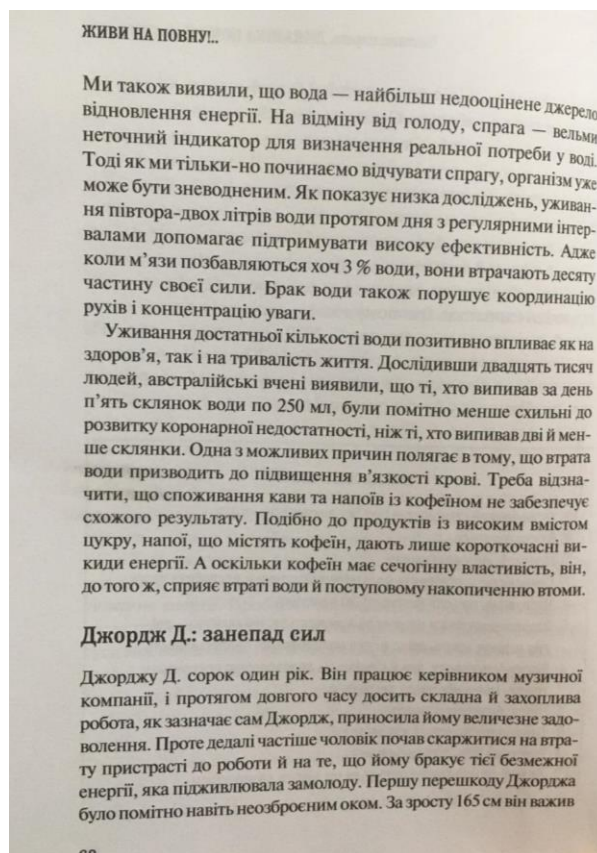 ЖИВИ НА ПОВНУ!..
Ми також виявили, що вода — найбільш недооцінене джерело
відновлення енергії. На відміну від голоду, спрага — вельми
неточний індикатор для визначення реальної потреби у воді.
Тоді як ми тільки-но починаємо відчувати спрагу, організм уже
може бути зневодненим. Як показує низка досліджень, уживан-
ня півтора-двох літрів води протягом дня з регулярними інтер-
валами допомагає підтримувати високу ефективність. Адже
коли м’язи позбавляються хоч 3 % води, вони втрачають десяту
частину своєї сили. Брак води також порушує координацію
рухів і концентрацію уваги.
Уживання достатньої кількості води позитивно впливає як на
здоров’я, так і на тривалість життя. Дослідивши двадцять тисяч
людей, австралійські вчені виявили, що ті, хто випивав за день
п’ять склянок води по 250 мл, були помітно менше схильні до
розвитку коронарної недостатності, ніж ті, хто випивав дві й мен-
ше склянки. Одна з можливих причин полягає в тому, що втрата
води призводить до підвищення в’язкості крові. Треба відзна-
чити, що споживання кави та напоїв із кофеїном не забезпечує
схожого результату. Подібно до продуктів із високим вмістом
цукру, напої, що містять кофеїн, дають лише короткочасні ви-
киди енергії. А оскільки кофеїн має сечогінну властивість, він,
до того ж, сприяє втраті води й поступовому накопиченню втоми.
Джордж Д.: занепад сил
Джорджу Д. сорок один рік. Він працює керівником музичної
компанії, і протягом довгого часу досить складна й захоплива
робота, як зазначає сам Джордж, приносила йому величезне задо-
волення. Проте дедалі частіше чоловік почав скаржитися на втра-
ту пристрасті до роботи й на те, що йому бракує тієї безмежної
енергії, яка підживлювала замолоду. Першу перешкоду Джорджа
було помітно навіть неозброєним оком. За зросту 165 см він важив